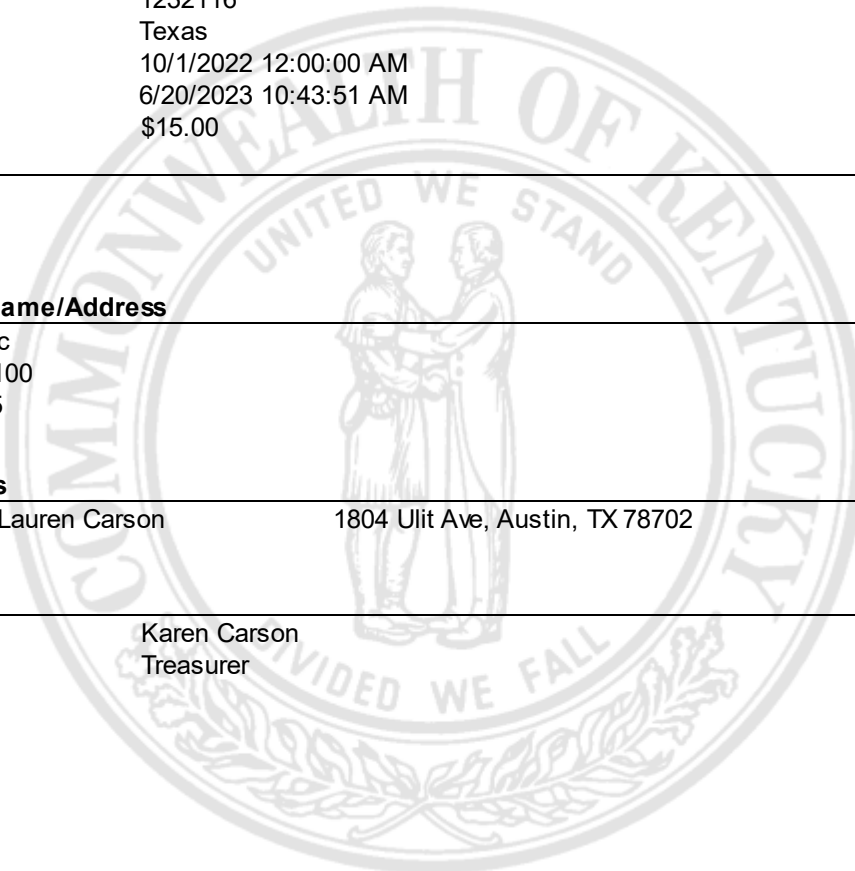 1232116
Texas
10/1/2022 12:00:00 AM
6/20/2023 10:43:51 AM
$15.00
ame/Address
c
100
s
Lauren Carson 1804 Ulit Ave, Austin, TX 78702
Karen Carson
Treasurer
COMMONWEALTH OF KENTUCKY
UNITED WE STAND
DIVIDED WE FALL